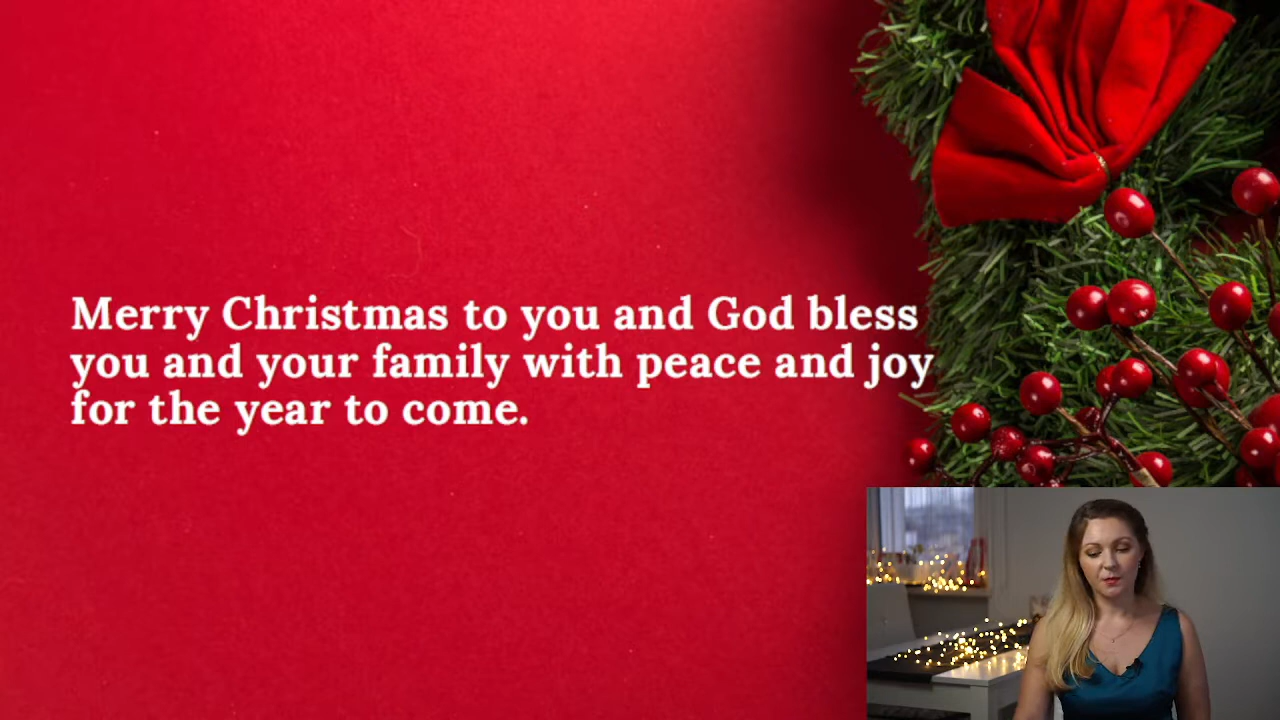 Merry Christmas to you and God bless
you and your family with peace and joy
for the year to come.